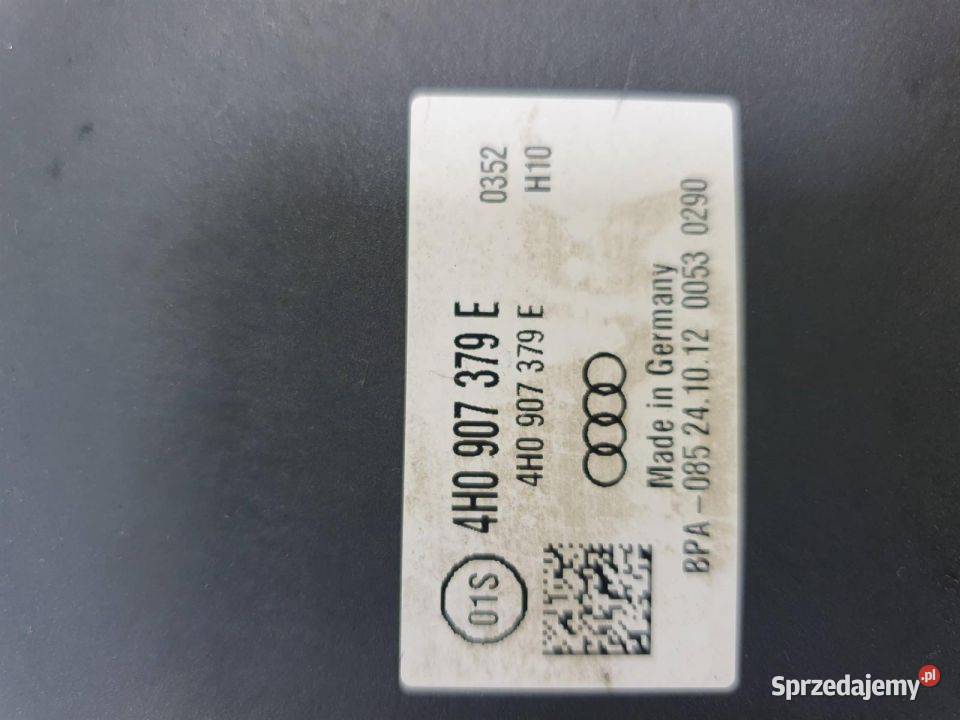 01S
4H0 907 379 E
0352
4H0 907 379 E
H10
Made in Germany
BPA -085 24.10.12 0053 0290
Sprzedajemy.pl